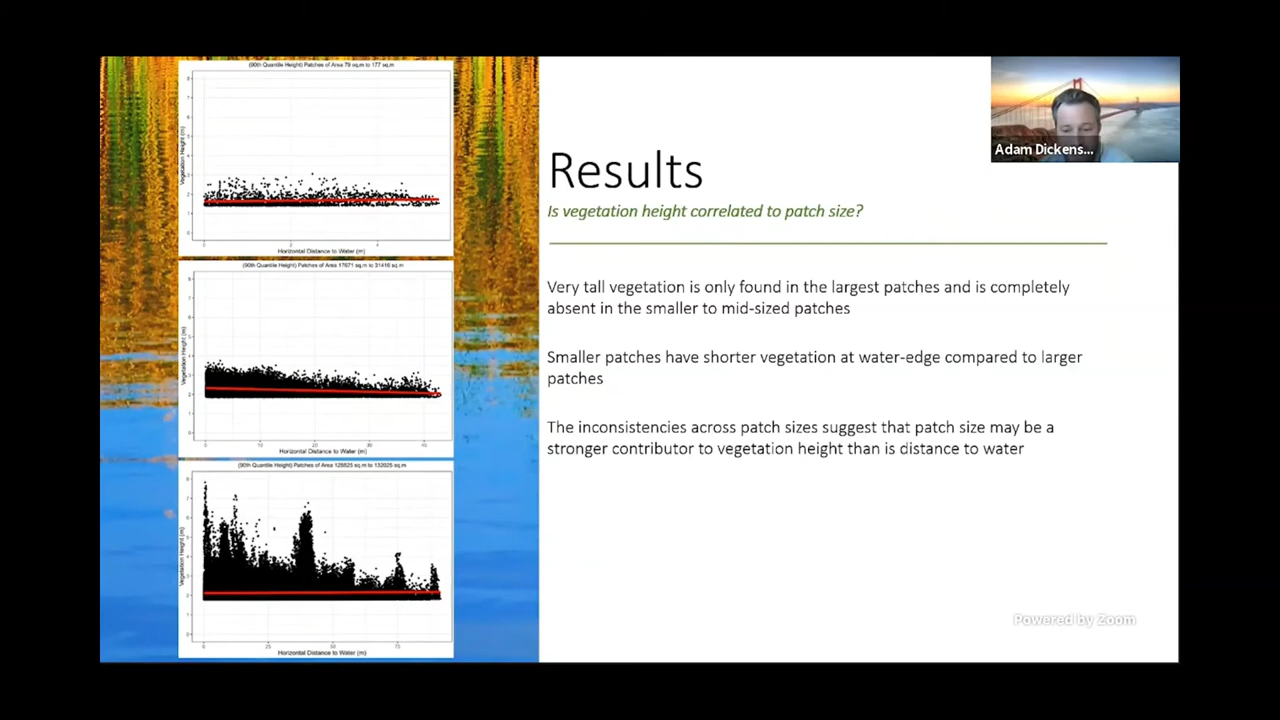 (90th Quantile Height) Patches of Area 79 sq.m to 177 sq.m
Vegetation Height (m)
Horizontal Distance to Water (m)
(90th Quantile Height) Patches of Area 17671 sq.m to 31416 sq.m
Vegetation Height (m)
Horizontal Distance to Water (m)
(90th Quantile Height) Patches of Area
Vegetation Height (m)
Horizontal Distance to Water (m)
Adam Dickens...
Results
Is vegetation height correlated to patch size?
Very tall vegetation is only found in the largest patches and is completely
absent in the smaller to mid-sized patches
Smaller patches have shorter vegetation at water-edge compared to larger
patches
The inconsistencies across patch sizes suggest that patch size may be a
stronger contributor to vegetation height than is distance to water
Powered by Zoom